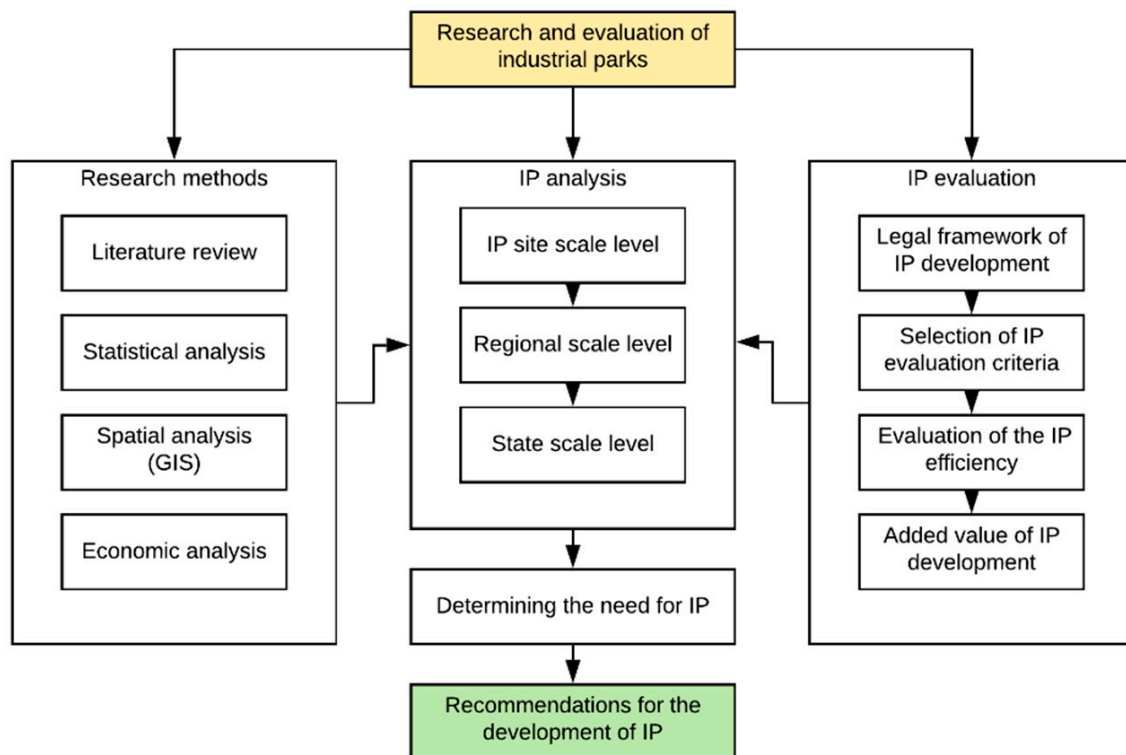 Research and evaluation of
industrial parks
Research methods
Literature review
Statistical analysis
Spatial analysis
(GIS)
Economic analysis
IP analysis
IP site scale level
Regional scale level
State scale level
IP evaluation
Legal framework of
IP development
Selection of IP
evaluation criteria
Evaluation of the IP
efficiency
Added value of IP
development
Determining the need for IP
Recommendations for the
development of IP